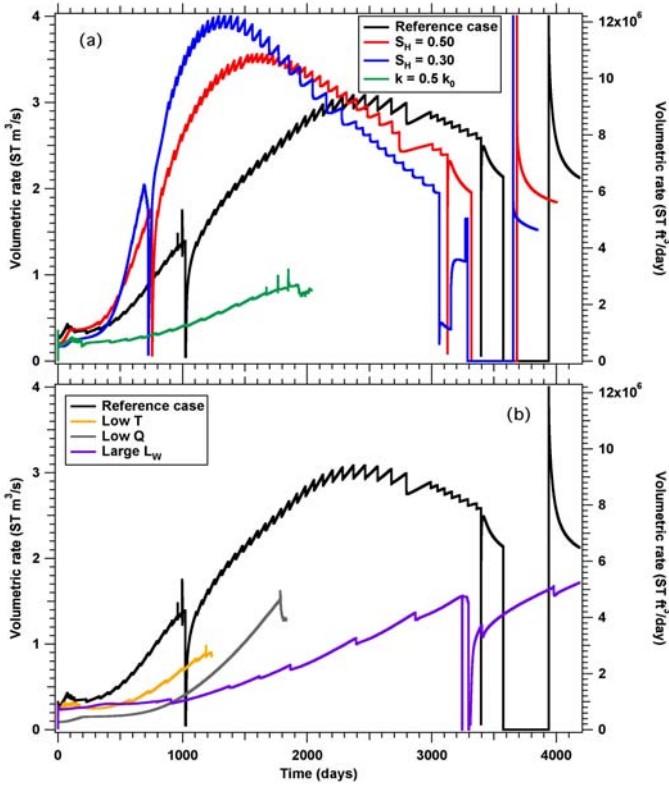 (a)
Reference case
S_H = 0.50
S_H = 0.30
k = 0.5 k_0
4
3
2
1
0
Volumetric rate (ST m³/s)
12x10⁶
10
8
6
4
2
0
Volumetric rate (ST ft³/day)
(b)
Reference case
Low T
Low Q
Large L_W
4
3
2
1
0
Volumetric rate (ST m³/s)
12x10⁶
10
8
6
4
2
0
Volumetric rate (ST ft³/day)
0
1000
2000
3000
4000
Time (days)